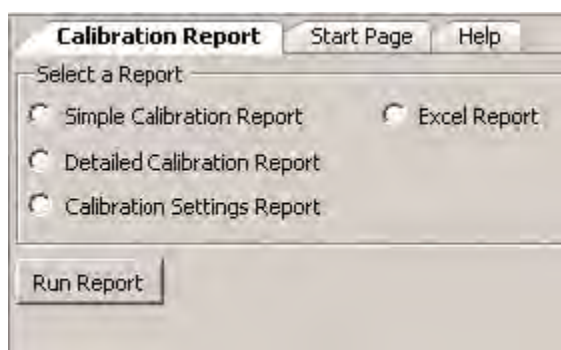 Calibration Report Start Page Help
Select a Report
Simple Calibration Report Excel Report
Detailed Calibration Report
Calibration Settings Report
Run Report